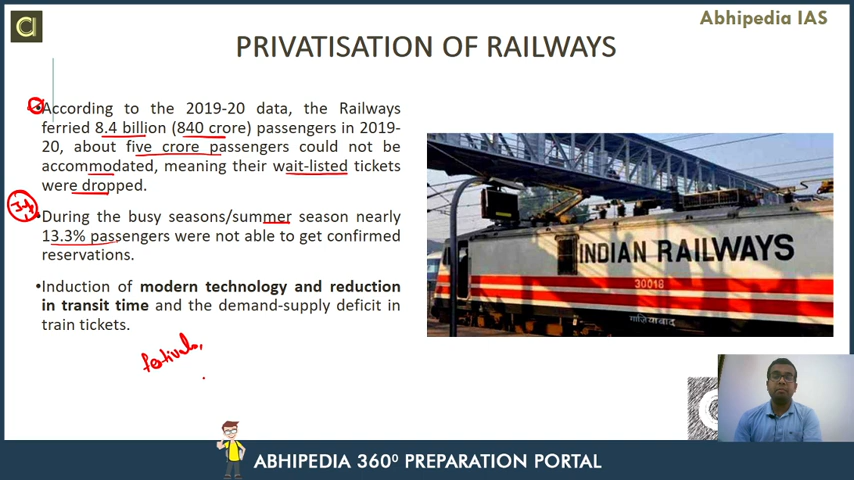 Abhipedia IAS
PRIVATISATION OF RAILWAYS
•According to the 2019-20 data, the Railways
ferried 8.4 billion (840 crore) passengers in 2019-
20, about five crore passengers could not be
accommodated, meaning their wait-listed tickets
were dropped.
•During the busy seasons/summer season nearly
13.3% passengers were not able to get confirmed
reservations.
•Induction of modern technology and reduction
in transit time and the demand-supply deficit in
train tickets.
festivals,
INDIAN RAILWAYS
30018
गाज़ियाबाद
ABHIPEDIA 360⁰ PREPARATION PORTAL